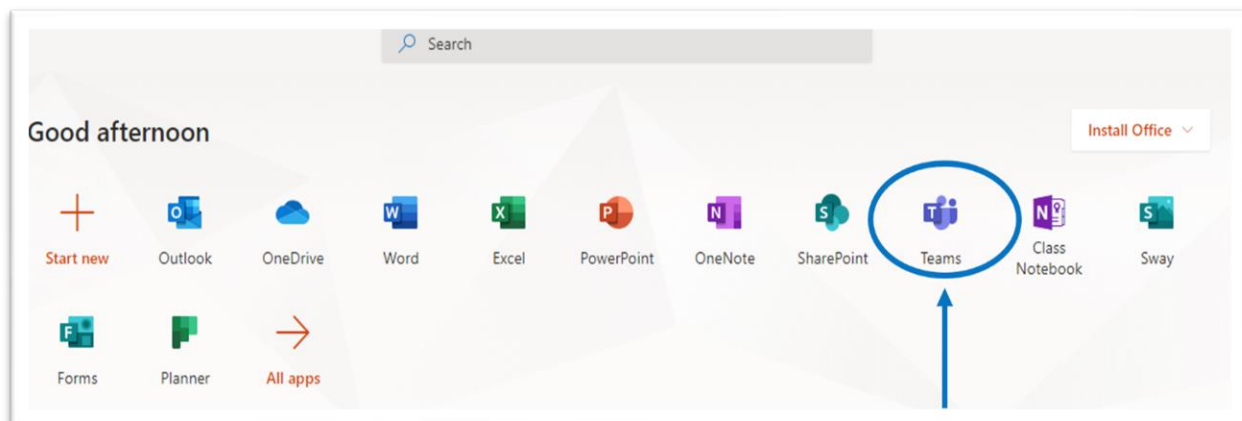 Search
Good afternoon
Install Office
Start new
Outlook
OneDrive
Word
Excel
PowerPoint
OneNote
SharePoint
Teams
Class
Notebook
Sway
Forms
Planner
All apps